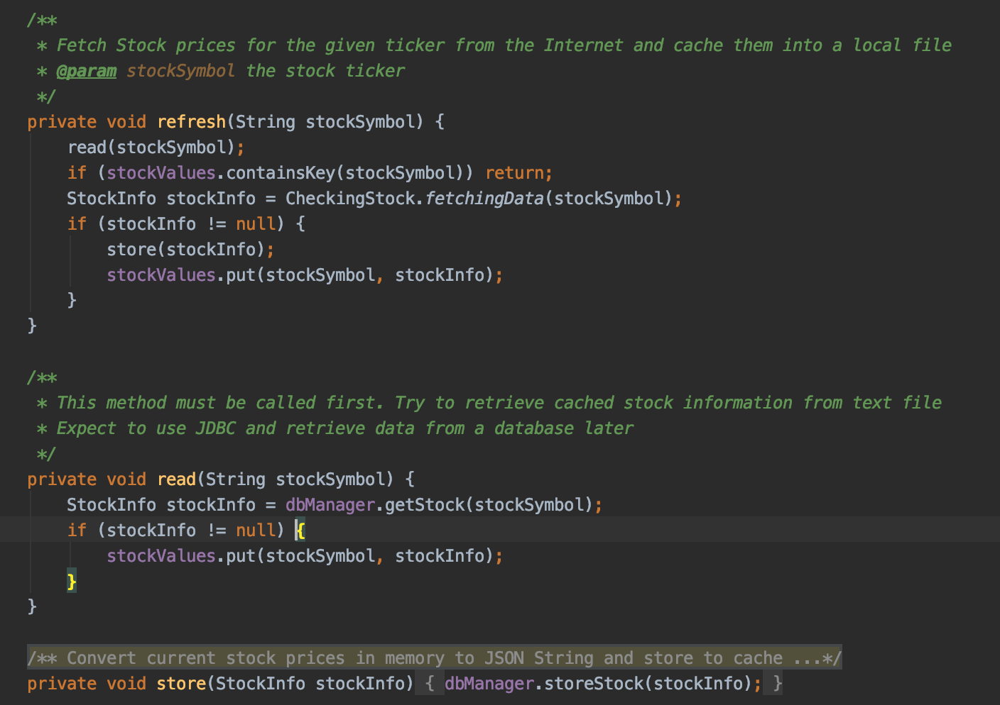 /**
 * Fetch Stock prices for the given ticker from the Internet and cache them into a local file
 * @param stockSymbol the stock ticker
 */
private void refresh(String stockSymbol) {
    read(stockSymbol);
    if (stockValues.containsKey(stockSymbol)) return;
    StockInfo stockInfo = CheckingStock.fetchingData(stockSymbol);
    if (stockInfo != null) {
        store(stockInfo);
        stockValues.put(stockSymbol, stockInfo);
    }
}

/**
 * This method must be called first. Try to retrieve cached stock information from text file
 * Expect to use JDBC and retrieve data from a database later
 */
private void read(String stockSymbol) {
    StockInfo stockInfo = dbManager.getStock(stockSymbol);
    if (stockInfo != null) {
        stockValues.put(stockSymbol, stockInfo);
    }
}

/** Convert current stock prices in memory to JSON String and store to cache ...*/
private void store(StockInfo stockInfo) { dbManager.storeStock(stockInfo); }